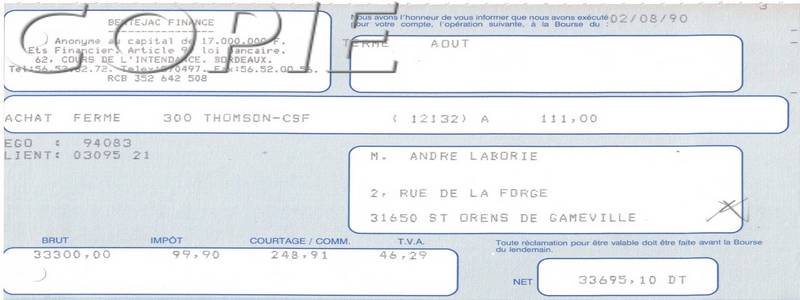 COPIE
BERTEJAC FINANCE
Anonyme au capital de 17.000.000 F.
Ets Financier. Article 99 loi bancaire.
62, COURS DE L'INTENDANCE. BORDEAUX.
RCB 352 642 508
Nous avons l'honneur de vous informer que nous avons exécuté
pour votre compte, l'opération suivante, à la Bourse du : 02/08/90
TERME AOUT
ACHAT FERME 300 THOMSON-CSF ( 12132) A 111,00
EGO : 94083
LIENT: 03095 21
M. ANDRE LABORIE
2, RUE DE LA FORGE
31650 ST ORENS DE GAMEVILLE
BRUT IMPÔT COURTAGE / COMM. T.V.A.
33300,00 99,90 248,91 46,29
Toute réclamation pour être valable doit être faite avant la Bourse
du lendemain.
NET 33695,10 DT